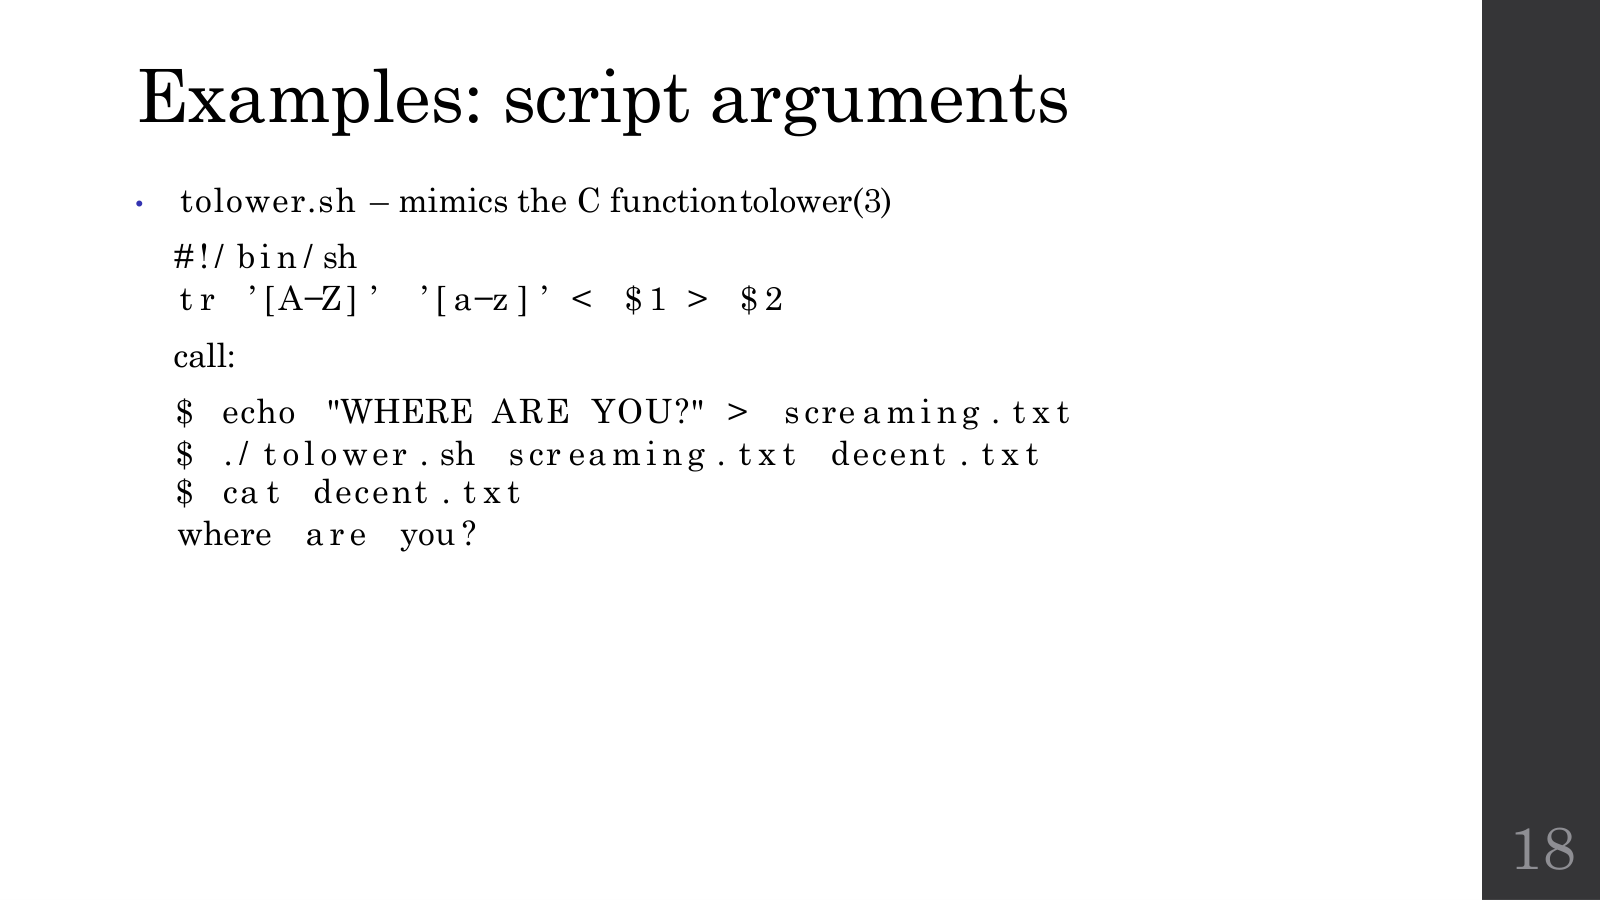 Examples: script arguments
• tolower.sh – mimics the C functiontolower(3)
#!/bin/sh
tr ’[A−Z]’ ’[a−z]’ < $1 > $2
call:
$ echo "WHERE ARE YOU?" > screaming.txt
$ ./tolower.sh screaming.txt decent.txt
$ cat decent.txt
where are you?
18